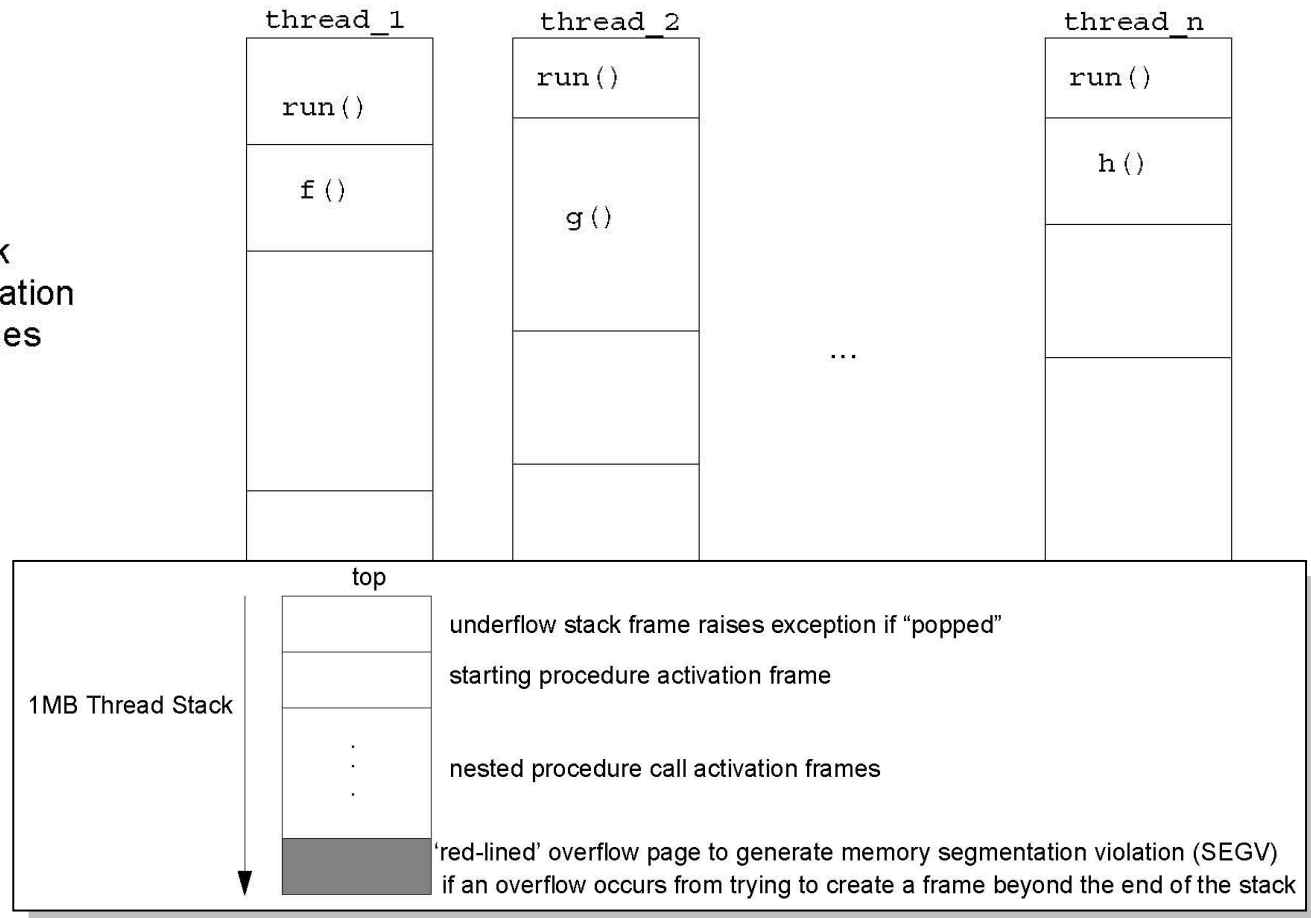 thread_1
thread_2
thread_n
run()
run()
run()
f()
g()
h()
ation
es
...
top
underflow stack frame raises exception if “popped”
starting procedure activation frame
1MB Thread Stack
nested procedure call activation frames
‘red-lined’ overflow page to generate memory segmentation violation (SEGV)
if an overflow occurs from trying to create a frame beyond the end of the stack